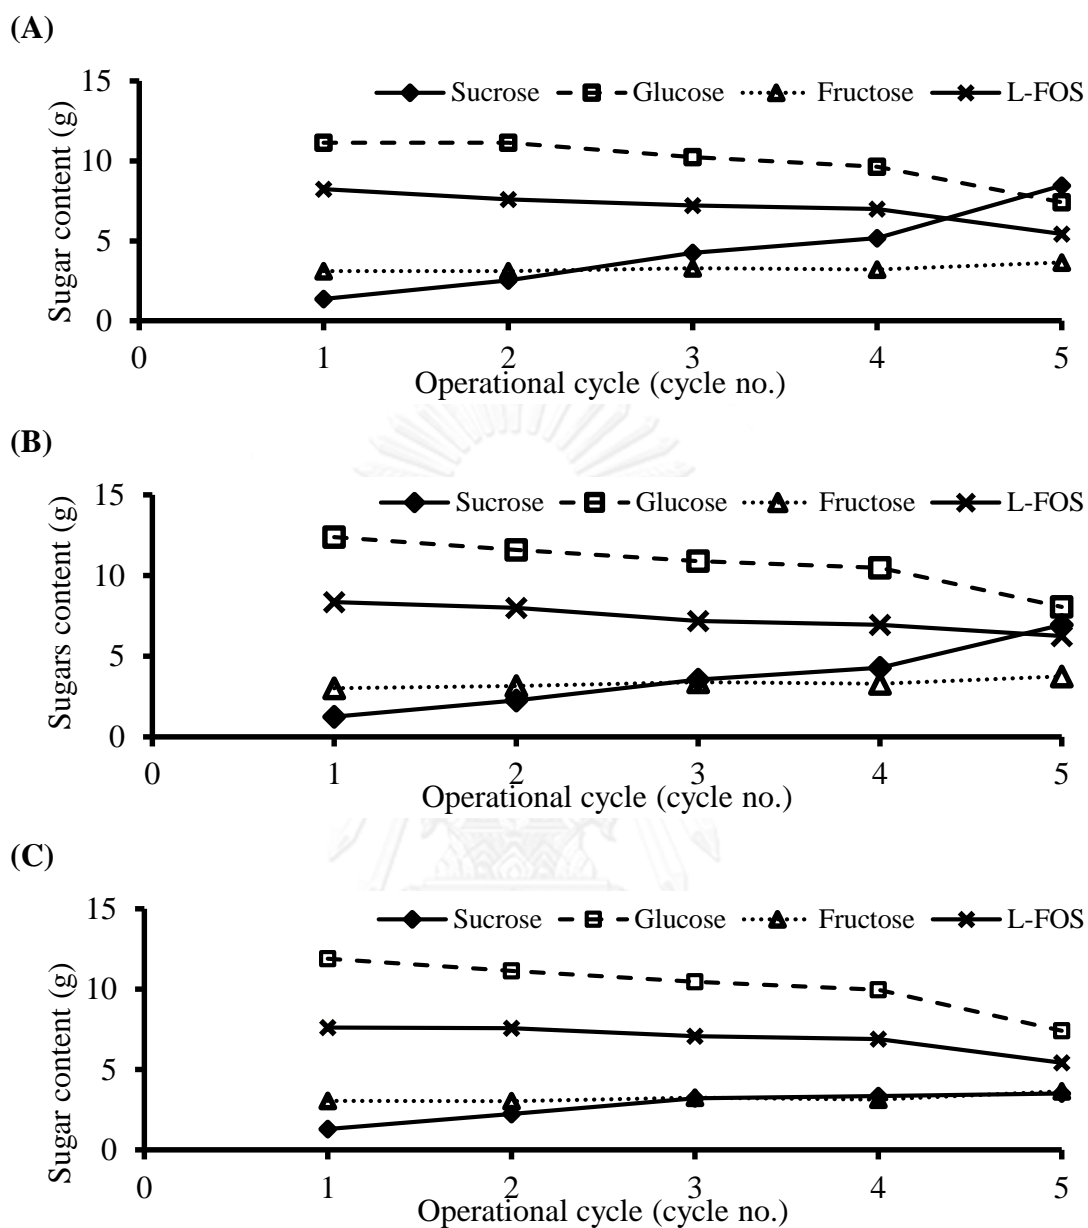 (A)
Sucrose Glucose Fructose L-FOS
15
10
5
0
Sugar content (g)
0 1 2 3 4 5
Operational cycle (cycle no.)
(B)
Sucrose Glucose Fructose L-FOS
15
10
5
0
Sugars content (g)
0 1 2 3 4 5
Operational cycle (cycle no.)
(C)
Sucrose Glucose Fructose L-FOS
15
10
5
0
Sugar content (g)
0 1 2 3 4 5
Operational cycle (cycle no.)